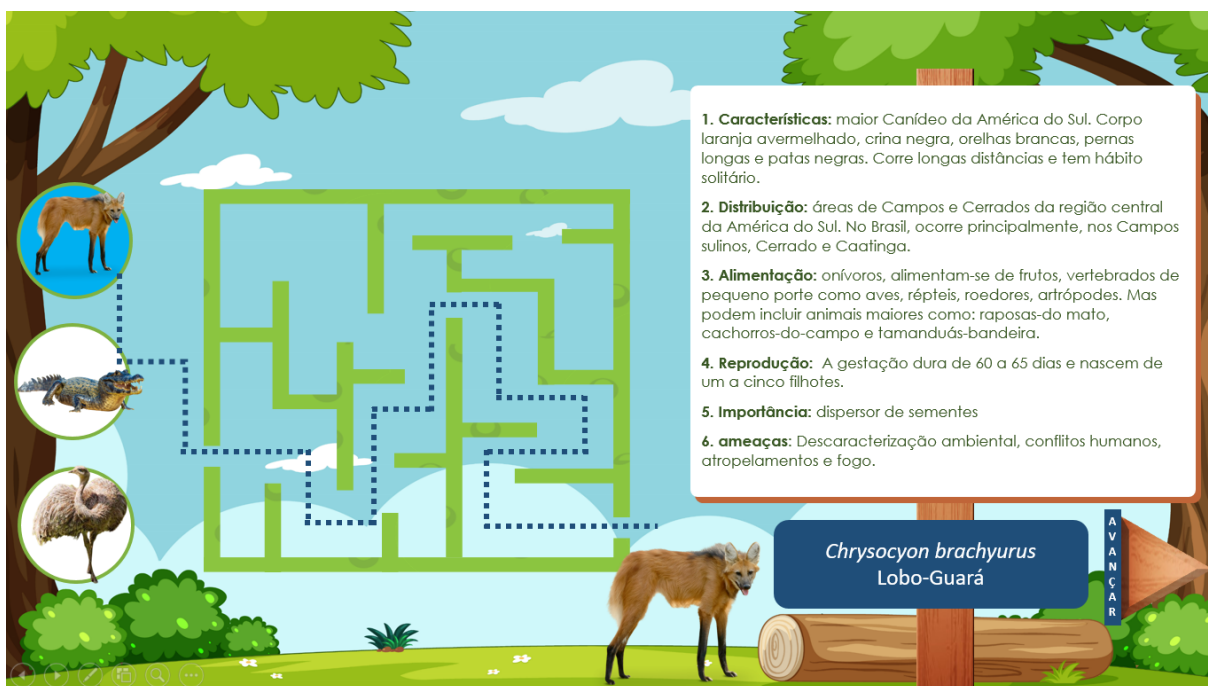 1. Características: maior Canídeo da América do Sul. Corpo
laranja avermelhado, crina negra, orelhas brancas, pernas
longas e patas negras. Corre longas distâncias e tem hábito
solitário.
2. Distribuição: áreas de Campos e Cerrados da região central
da América do Sul. No Brasil, ocorre principalmente, nos Campos
sulinos, Cerrado e Caatinga.
3. Alimentação: onívoros, alimentam-se de frutos, vertebrados de
pequeno porte como aves, répteis, roedores, artrópodes. Mas
podem incluir animais maiores como: raposas-do mato,
cachorros-do-campo e tamanduás-bandeira.
4. Reprodução: A gestação dura de 60 a 65 dias e nascem de
um a cinco filhotes.
5. Importância: dispersor de sementes
6. ameaças: Descaracterização ambiental, conflitos humanos,
atropelamentos e fogo.
Chrysocyon brachyurus
Lobo-Guará
AVANÇAR